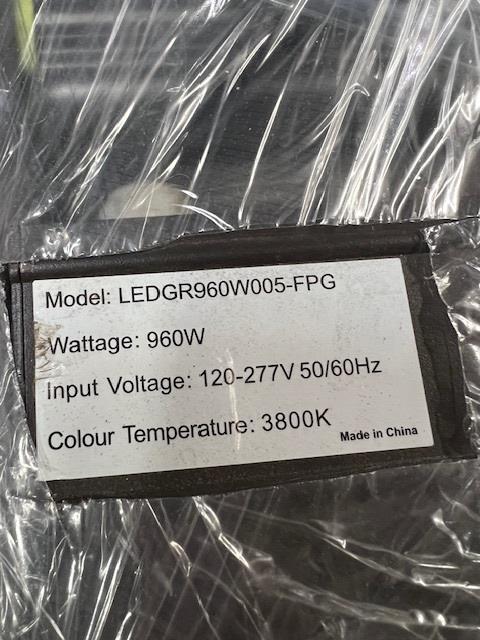 Model: LEDGR960W005-FPG
Wattage: 960W
Input Voltage: 120-277V 50/60Hz
Colour Temperature: 3800K
Made in China